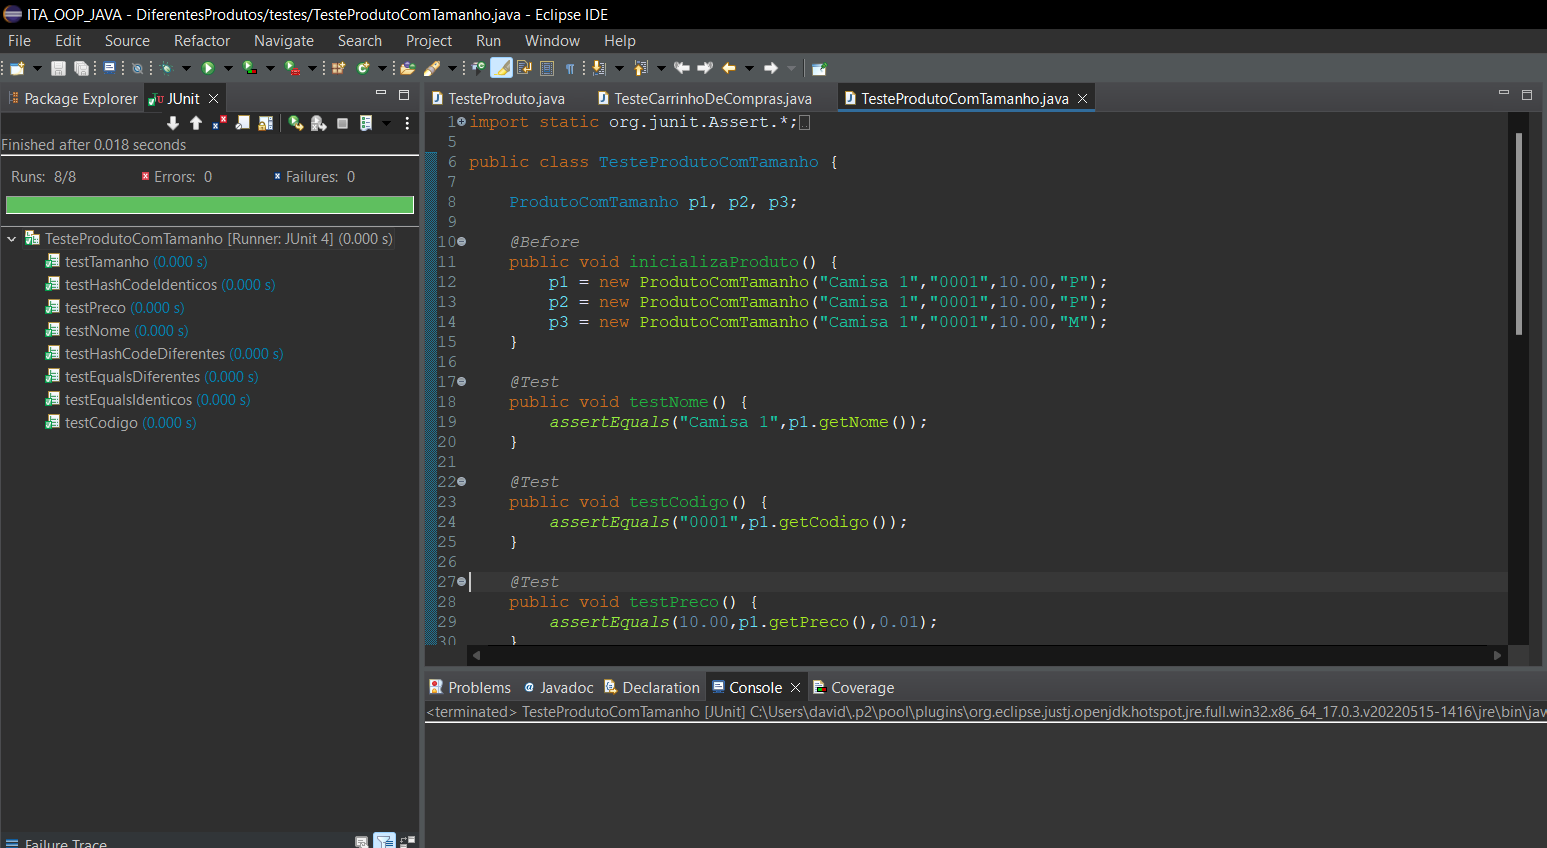 ITA_OOP_JAVA - DiferentesProdutos/testes/TesteProdutoComTamanho.java - Eclipse IDE
File Edit Source Refactor Navigate Search Project Run Window Help
Package Explorer JUnit
Finished after 0.018 seconds
Runs: 8/8 Errors: 0 Failures: 0
TesteProdutoComTamanho [Runner: JUnit 4] (0.000 s)
testTamanho (0.000 s)
testHashCodeIdenticos (0.000 s)
testPreco (0.000 s)
testNome (0.000 s)
testHashCodeDiferentes (0.000 s)
testEqualsDiferentes (0.000 s)
testEqualsIdenticos (0.000 s)
testCodigo (0.000 s)
Failure Trace
TesteProduto.java TesteCarrinhoDeCompras.java TesteProdutoComTamanho.java
1 import static org.junit.Assert.*;
5
6 public class TesteProdutoComTamanho {
7
8 ProdutoComTamanho p1, p2, p3;
9
10 @Before
11 public void inicializaProduto() {
12 p1 = new ProdutoComTamanho("Camisa 1","0001",10.00,"P");
13 p2 = new ProdutoComTamanho("Camisa 1","0001",10.00,"P");
14 p3 = new ProdutoComTamanho("Camisa 1","0001",10.00,"M");
15 }
16
17 @Test
18 public void testNome() {
19 assertEquals("Camisa 1",p1.getNome());
20 }
21
22 @Test
23 public void testCodigo() {
24 assertEquals("0001",p1.getCodigo());
25 }
26
27 @Test
28 public void testPreco() {
29 assertEquals(10.00,p1.getPreco(),0.01);
30 }
Problems Javadoc Declaration Console Coverage
<terminated> TesteProdutoComTamanho [JUnit] C:\Users\david\.p2\pool\plugins\org.eclipse.justj.openjdk.hotspot.jre.full.win32.x86_64_17.0.3.v20220515-1416\jre\bin\jav